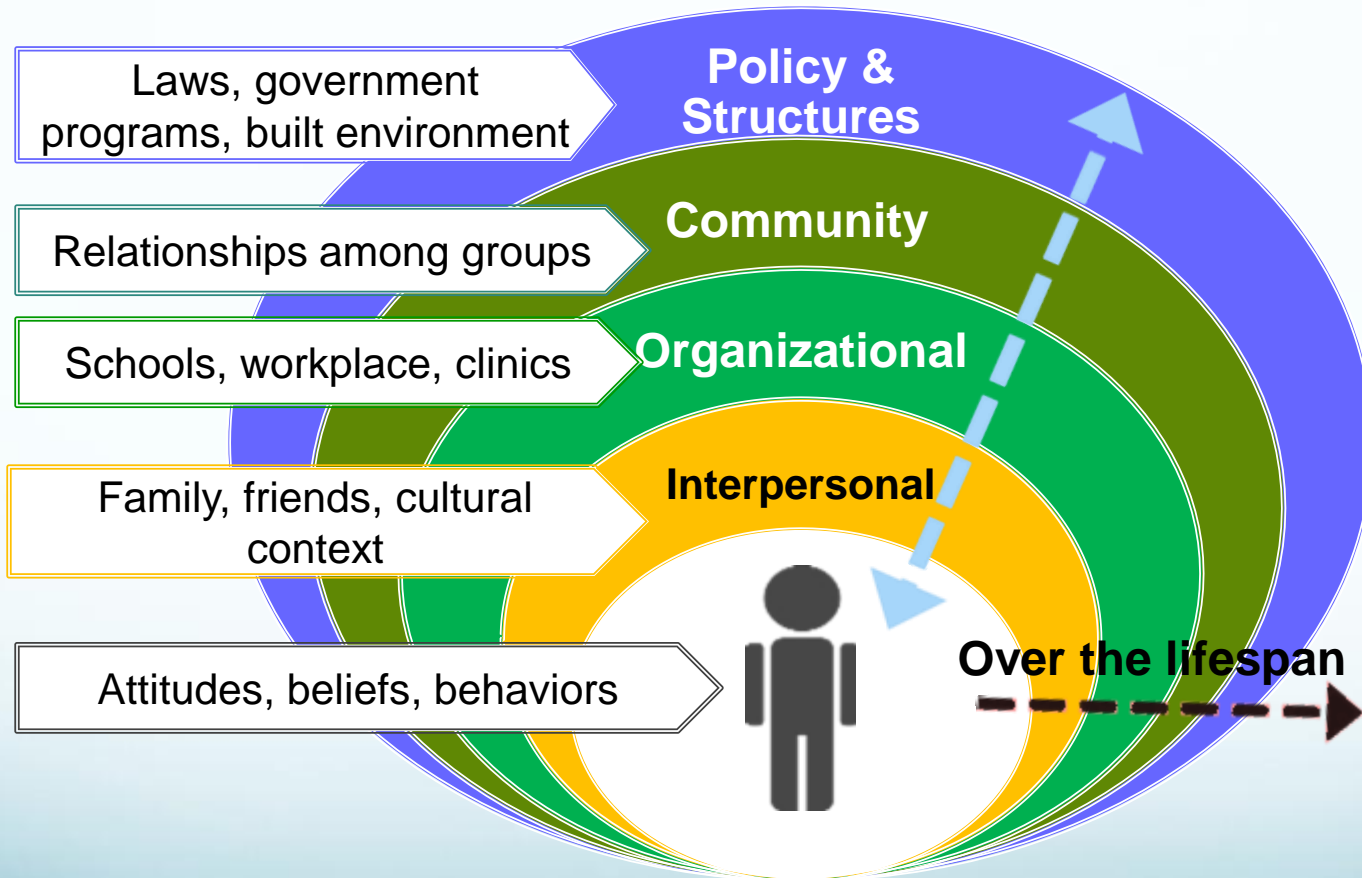 Laws, government
programs, built environment
Policy &
Structures
Relationships among groups
Community
Schools, workplace, clinics
Organizational
Family, friends, cultural
context
Interpersonal
Attitudes, beliefs, behaviors
Over the lifespan